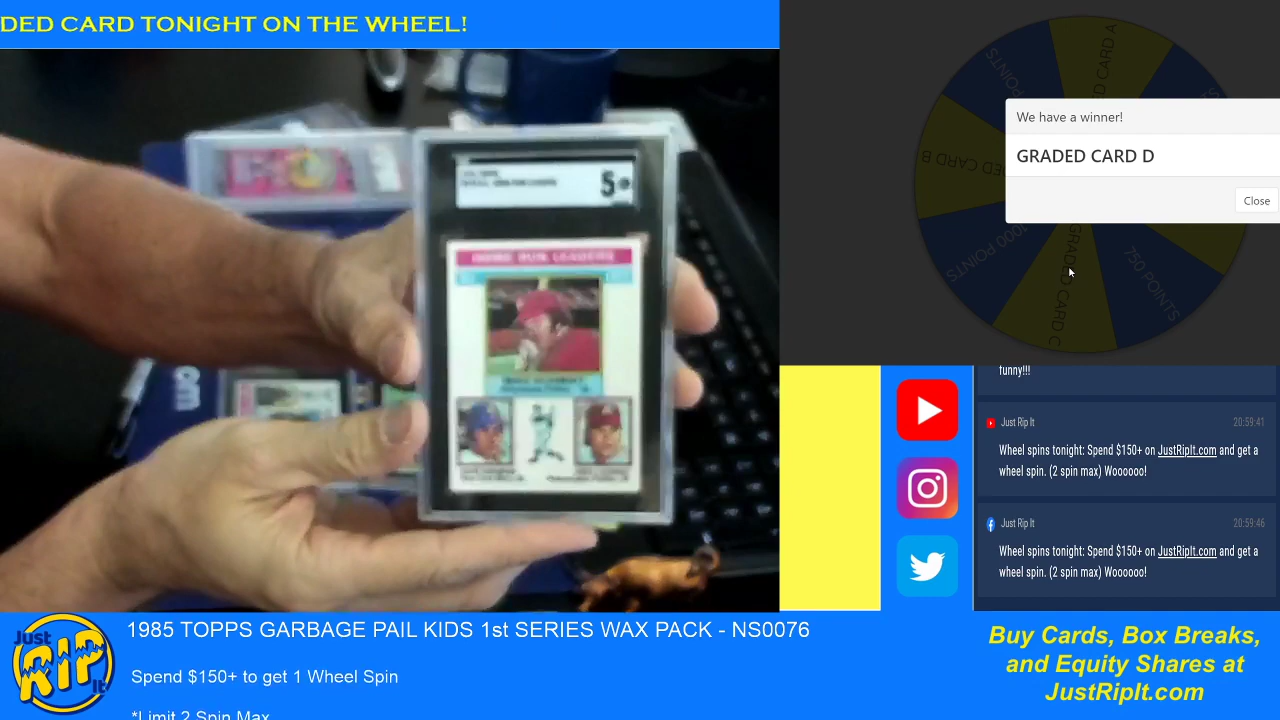 DED CARD TONIGHT ON THE WHEEL!
5
HOME RUN LEADERS
com
POINTS
GRADED CARD C
750 POINTS
1000 POINTS
CARD B
CARD A
We have a winner!
GRADED CARD D
Close
funny!!!
Just Rip It
20:59:41
Wheel spins tonight: Spend $150+ on JustRipIt.com and get a
wheel spin. (2 spin max) Woooooo!
Just Rip It
20:59:46
Wheel spins tonight: Spend $150+ on JustRipIt.com and get a
wheel spin. (2 spin max) Woooooo!
Just
RIP
It
1985 TOPPS GARBAGE PAIL KIDS 1st SERIES WAX PACK - NS0076
Spend $150+ to get 1 Wheel Spin
*Limit 2 Spin Max
Buy Cards, Box Breaks,
and Equity Shares at
JustRipIt.com